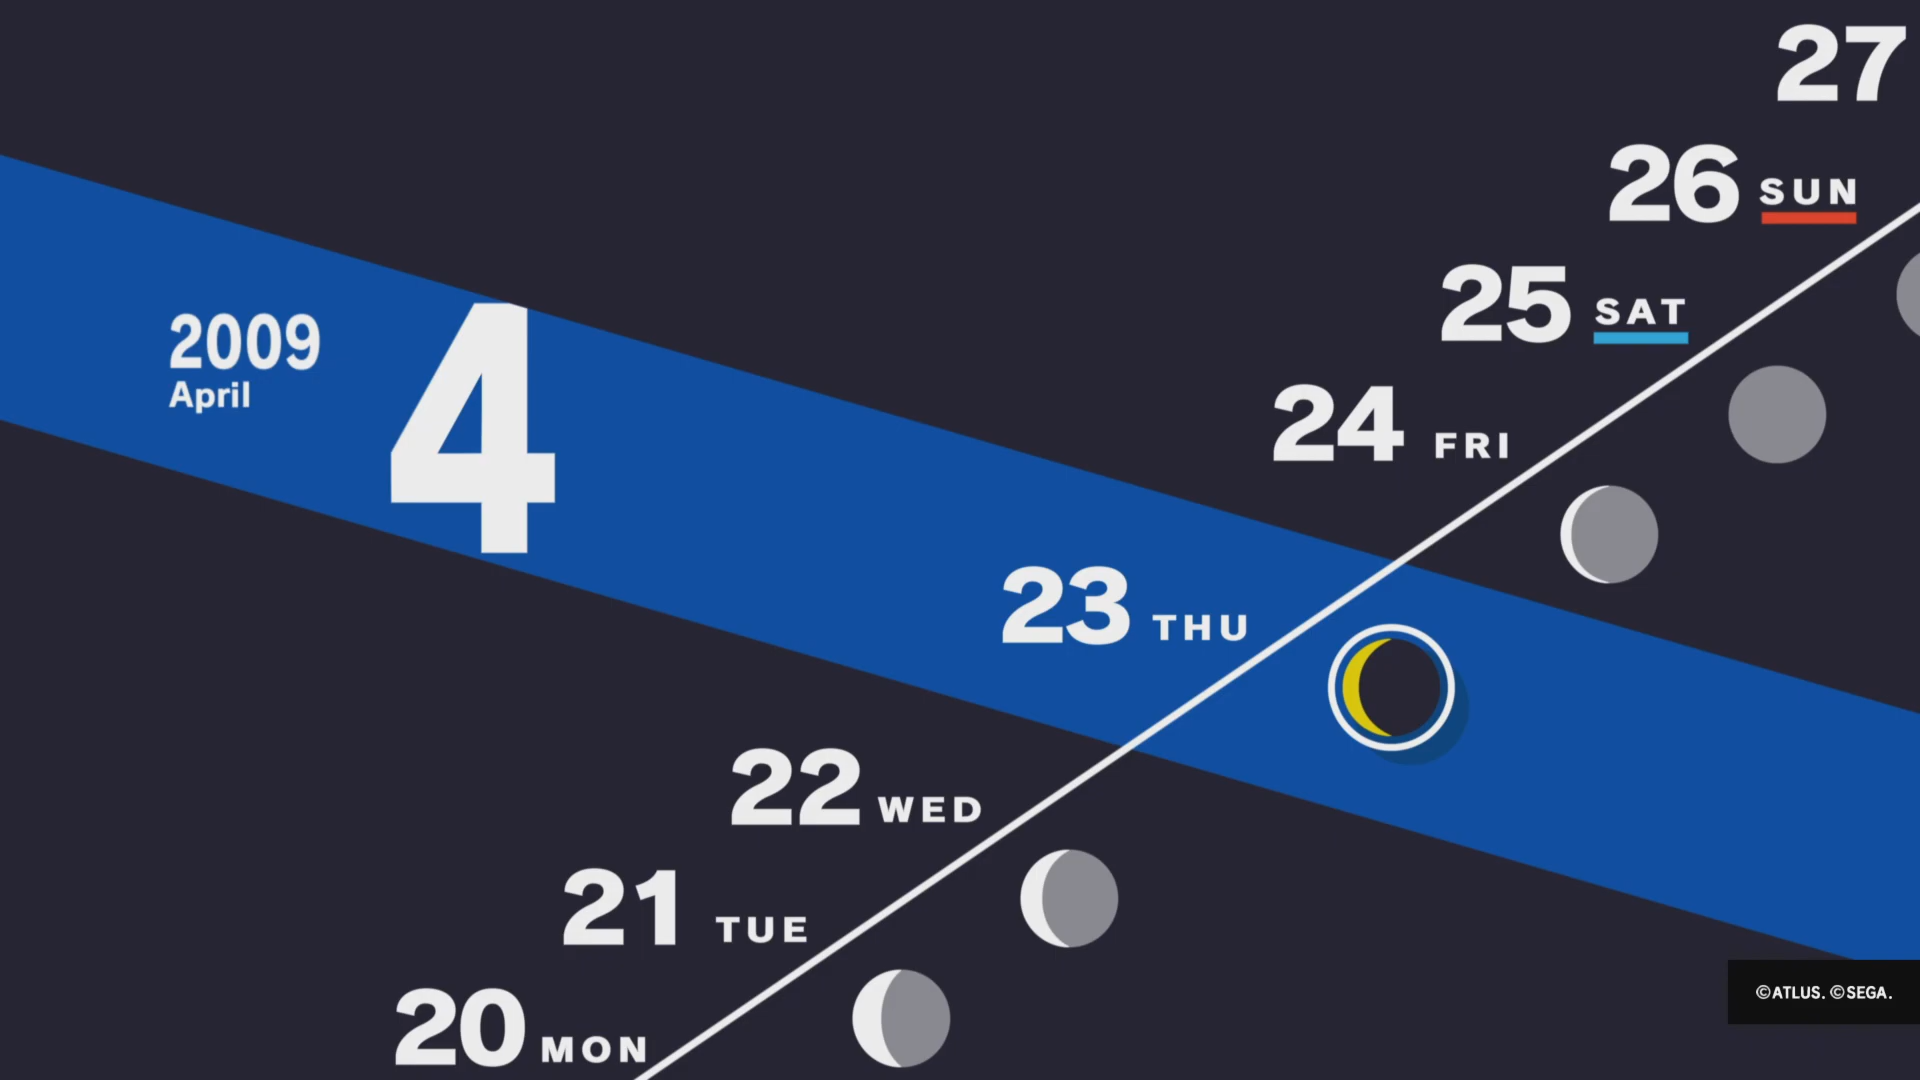 27
26 SUN
25 SAT
24 FRI
2009
April
4
23 THU
22 WED
21 TUE
20 MON
©ATLUS. ©SEGA.